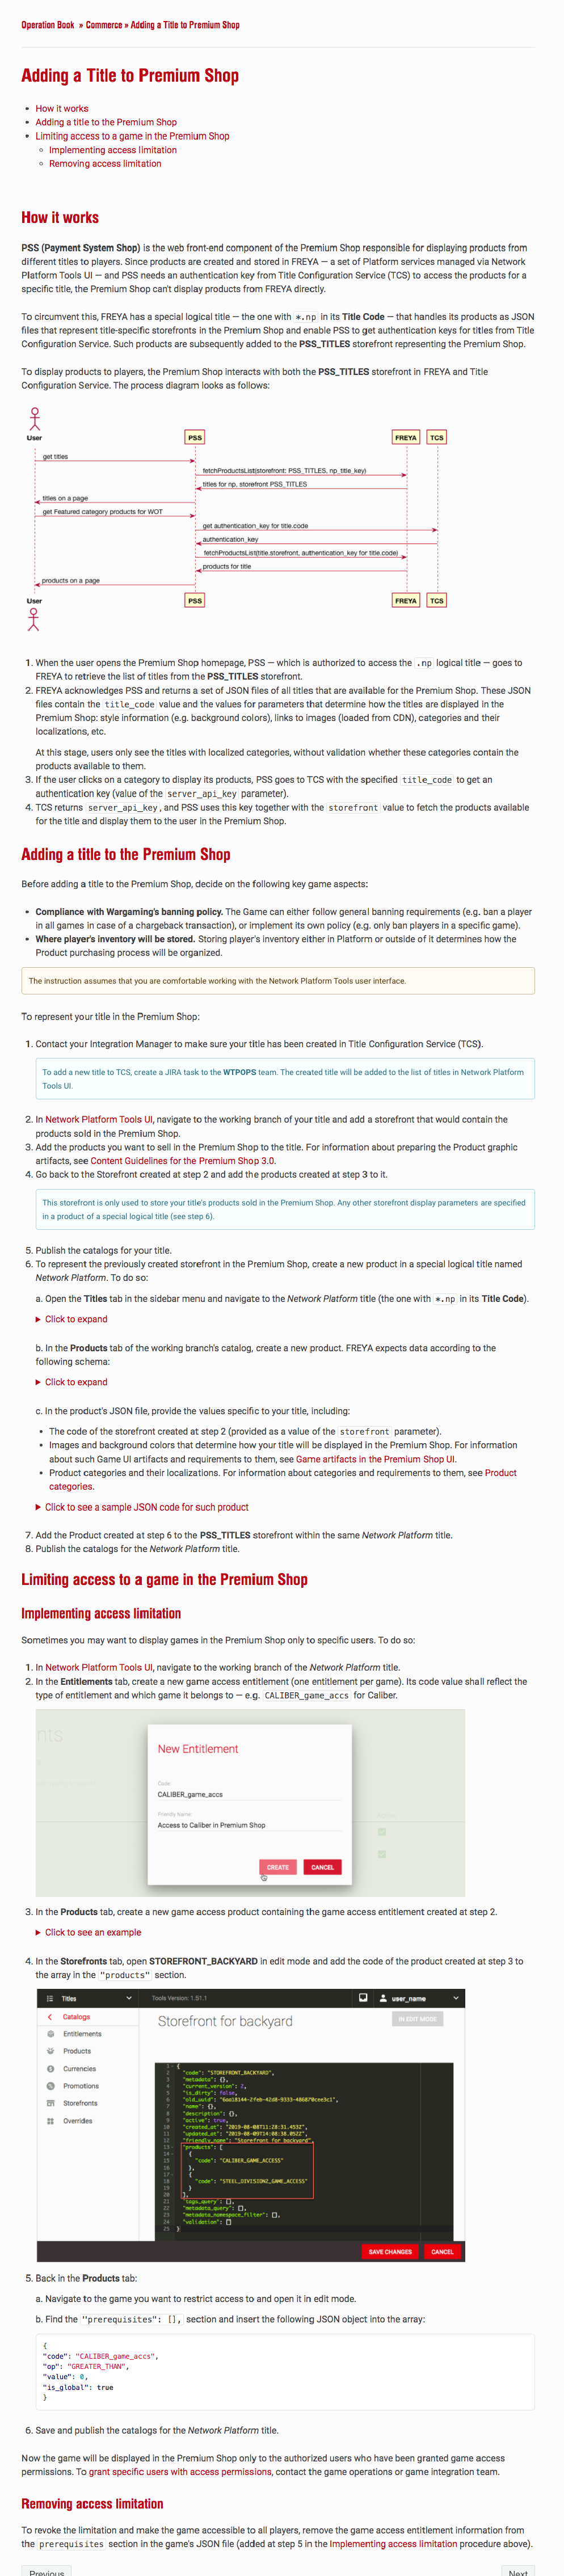 Operation Book » Commerce » Adding a Title to Premium Shop
Adding a Title to Premium Shop
How it works
Adding a title to the Premium Shop
Limiting access to a game in the Premium Shop
Implementing access limitation
Removing access limitation
How it works
PSS (Payment System Shop) is the web front-end component of the Premium Shop responsible for displaying products from
different titles to players. Since products are created and stored in FREYA — a set of Platform services managed via Network
Platform Tools UI — and PSS needs an authentication key from Title Configuration Service (TCS) to access the products for a
specific title, the Premium Shop can't display products from FREYA directly.
To circumvent this, FREYA has a special logical title — the one with *.np in its Title Code — that handles its products as JSON
files that represent title-specific storefronts in the Premium Shop and enable PSS to get authentication keys for titles from Title
Configuration Service. Such products are subsequently added to the PSS_TITLES storefront representing the Premium Shop.
To display products to players, the Premium Shop interacts with both the PSS_TITLES storefront in FREYA and Title
Configuration Service. The process diagram looks as follows:
User PSS FREYA TCS
get titles
fetchProductsList(storefront: PSS_TITLES, np_title_key)
titles for np, storefront PSS_TITLES
titles on a page
get Featured category products for WOT
get authentication_key for title.code
authentication_key
fetchProductsList(title.storefront, authentication_key for title.code)
products for title
products on a page
User PSS FREYA TCS
1. When the user opens the Premium Shop homepage, PSS — which is authorized to access the .np logical title — goes to
FREYA to retrieve the list of titles from the PSS_TITLES storefront.
2. FREYA acknowledges PSS and returns a set of JSON files of all titles that are available for the Premium Shop. These JSON
files contain the title_code value and the values for parameters that determine how the titles are displayed in the
Premium Shop: style information (e.g. background colors), links to images (loaded from CDN), categories and their
localizations, etc.
At this stage, users only see the titles with localized categories, without validation whether these categories contain the
products available to them.
3. If the user clicks on a category to display its products, PSS goes to TCS with the specified title_code to get an
authentication key (value of the server_api_key parameter).
4. TCS returns server_api_key, and PSS uses this key together with the storefront value to fetch the products available
for the title and display them to the user in the Premium Shop.
Adding a title to the Premium Shop
Before adding a title to the Premium Shop, decide on the following key game aspects:
Compliance with Wargaming's banning policy. The Game can either follow general banning requirements (e.g. ban a player
in all games in case of a chargeback transaction), or implement its own policy (e.g. only ban players in a specific game).
Where player's inventory will be stored. Storing player's inventory either in Platform or outside of it determines how the
Product purchasing process will be organized.
The instruction assumes that you are comfortable working with the Network Platform Tools user interface.
To represent your title in the Premium Shop:
1. Contact your Integration Manager to make sure your title has been created in Title Configuration Service (TCS).
To add a new title to TCS, create a JIRA task to the WTPOPS team. The created title will be added to the list of titles in Network Platform
Tools UI.
2. In Network Platform Tools UI, navigate to the working branch of your title and add a storefront that would contain the
products sold in the Premium Shop.
3. Add the products you want to sell in the Premium Shop to the title. For information about preparing the Product graphic
artifacts, see Content Guidelines for the Premium Shop 3.0.
4. Go back to the Storefront created at step 2 and add the products created at step 3 to it.
This storefront is only used to store your title's products sold in the Premium Shop. Any other storefront display parameters are specified
in a product of a special logical title (see step 6).
5. Publish the catalogs for your title.
6. To represent the previously created storefront in the Premium Shop, create a new product in a special logical title named
Network Platform. To do so:
a. Open the Titles tab in the sidebar menu and navigate to the Network Platform title (the one with *.np in its Title Code).
Click to expand
b. In the Products tab of the working branch's catalog, create a new product. FREYA expects data according to the
following schema:
Click to expand
c. In the product's JSON file, provide the values specific to your title, including:
The code of the storefront created at step 2 (provided as a value of the storefront parameter).
Images and background colors that determine how your title will be displayed in the Premium Shop. For information
about such Game UI artifacts and requirements to them, see Game artifacts in the Premium Shop UI.
Product categories and their localizations. For information about categories and requirements to them, see Product
categories.
Click to see a sample JSON code for such product
7. Add the Product created at step 6 to the PSS_TITLES storefront within the same Network Platform title.
8. Publish the catalogs for the Network Platform title.
Limiting access to a game in the Premium Shop
Implementing access limitation
Sometimes you may want to display games in the Premium Shop only to specific users. To do so:
1. In Network Platform Tools UI, navigate to the working branch of the Network Platform title.
2. In the Entitlements tab, create a new game access entitlement (one entitlement per game). Its code value shall reflect the
type of entitlement and which game it belongs to — e.g. CALIBER_game_accs for Caliber.
nts
New Entitlement
Code:
CALIBER_game_accs
Friendly Name:
Access to Caliber in Premium Shop
CREATE CANCEL
3. In the Products tab, create a new game access product containing the game access entitlement created at step 2.
Click to see an example
4. In the Storefronts tab, open STOREFRONT_BACKYARD in edit mode and add the code of the product created at step 3 to
the array in the "products" section.
Titles Tools Version: 1.51.1 user_name
Catalogs
Storefront for backyard
IN EDIT MODE
Entitlements
Products
Currencies
Promotions
Storefronts
Overrides
1 {
2 "code": "STOREFRONT_BACKYARD",
3 "metadata": {},
4 "current_version": 2,
5 "is_dirty": false,
6 "old_uuid": "6aa18144-2feb-42d8-9333-486870cee3c1",
7 "name": {},
8 "description": {},
9 "active": true,
10 "created_at": "2019-08-08T11:28:31.453Z",
11 "updated_at": "2019-08-09T14:08:38.052Z",
12 "friendly_name": "Storefront for backyard",
13 "products": [
14 {
15 "code": "CALIBER_GAME_ACCESS"
16 },
17 {
18 "code": "STEEL_DIVISION2_GAME_ACCESS"
19 }
20 ],
21 "tags_query": [],
22 "metadata_query": [],
23 "metadata_namespace_filter": [],
24 "validation": []
25 }
SAVE CHANGES CANCEL
5. Back in the Products tab:
a. Navigate to the game you want to restrict access to and open it in edit mode.
b. Find the "prerequisites": [], section and insert the following JSON object into the array:
{
"code": "CALIBER_game_accs",
"op": "GREATER_THAN",
"value": 0,
"is_global": true
}
6. Save and publish the catalogs for the Network Platform title.
Now the game will be displayed in the Premium Shop only to the authorized users who have been granted game access
permissions. To grant specific users with access permissions, contact the game operations or game integration team.
Removing access limitation
To revoke the limitation and make the game accessible to all players, remove the game access entitlement information from
the prerequisites section in the game's JSON file (added at step 5 in the Implementing access limitation procedure above).
Previous Next